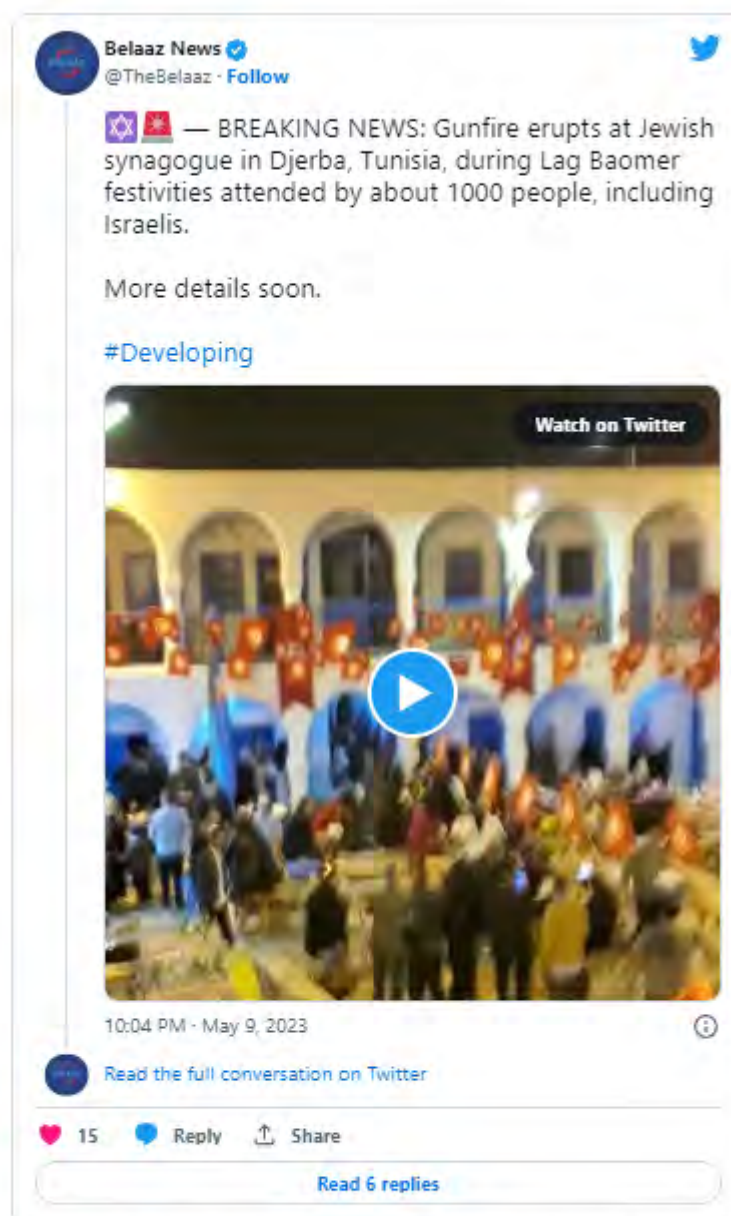 Belaaz News
@TheBelaaz · Follow
✡️🚨 — BREAKING NEWS: Gunfire erupts at Jewish
synagogue in Djerba, Tunisia, during Lag Baomer
festivities attended by about 1000 people, including
Israelis.
More details soon.
#Developing
Watch on Twitter
10:04 PM · May 9, 2023
Read the full conversation on Twitter
15 Reply Share
Read 6 replies